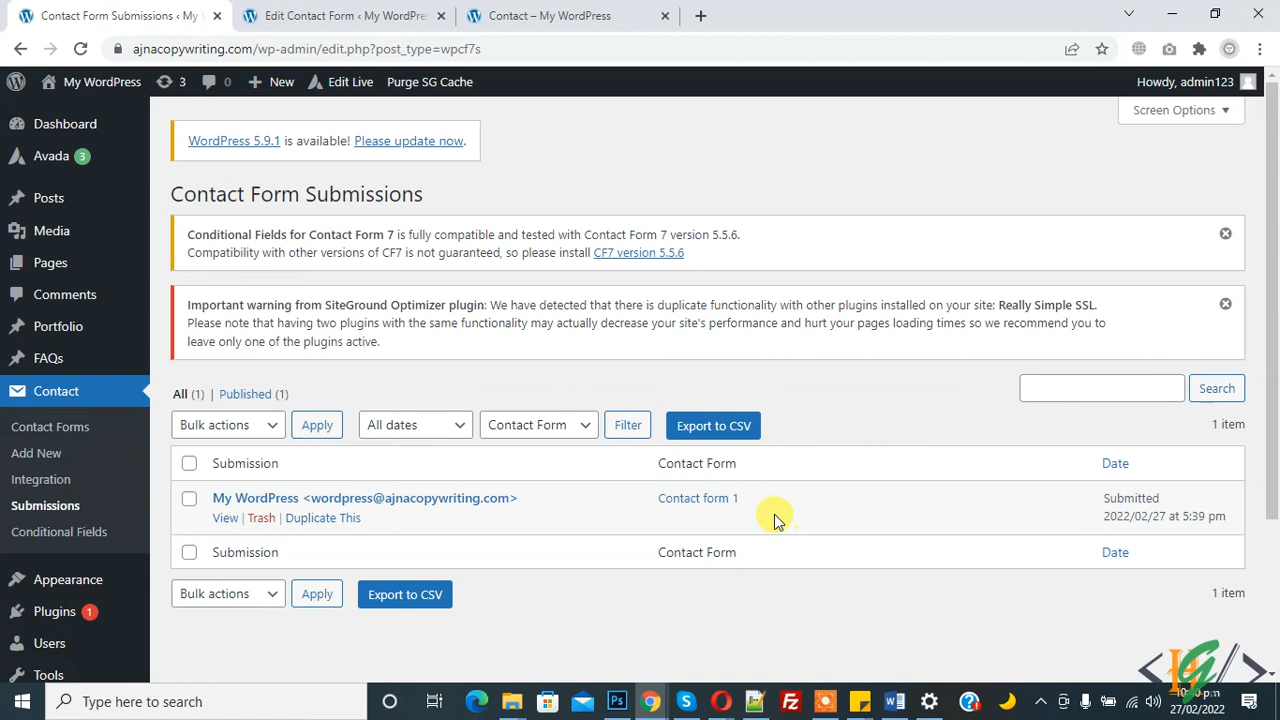 Contact Form Submissions ‹ My W
Edit Contact Form ‹ My WordPres
Contact – My WordPress
ajnacopywriting.com/wp-admin/edit.php?post_type=wpcf7s
My WordPress
3
0
New
Edit Live
Purge SG Cache
Howdy, admin123
Screen Options
Dashboard
Avada 3
Posts
Media
Pages
Comments
Portfolio
FAQs
Contact
Contact Forms
Add New
Integration
Submissions
Conditional Fields
Appearance
Plugins 1
Users
Tools
WordPress 5.9.1 is available! Please update now.
Contact Form Submissions
Conditional Fields for Contact Form 7 is fully compatible and tested with Contact Form 7 version 5.5.6.
Compatibility with other versions of CF7 is not guaranteed, so please install CF7 version 5.5.6
Important warning from SiteGround Optimizer plugin: We have detected that there is duplicate functionality with other plugins installed on your site: Really Simple SSL.
Please note that having two plugins with the same functionality may actually decrease your site's performance and hurt your pages loading times so we recommend you to
leave only one of the plugins active.
All (1) | Published (1)
Search
Bulk actions
Apply
All dates
Contact Form
Filter
Export to CSV
1 item
Submission
Contact Form
Date
My WordPress <wordpress@ajnacopywriting.com>
Contact form 1
Submitted
View | Trash | Duplicate This
2022/02/27 at 5:39 pm
Submission
Contact Form
Date
Bulk actions
Apply
Export to CSV
1 item
Type here to search
pm
27/02/2022